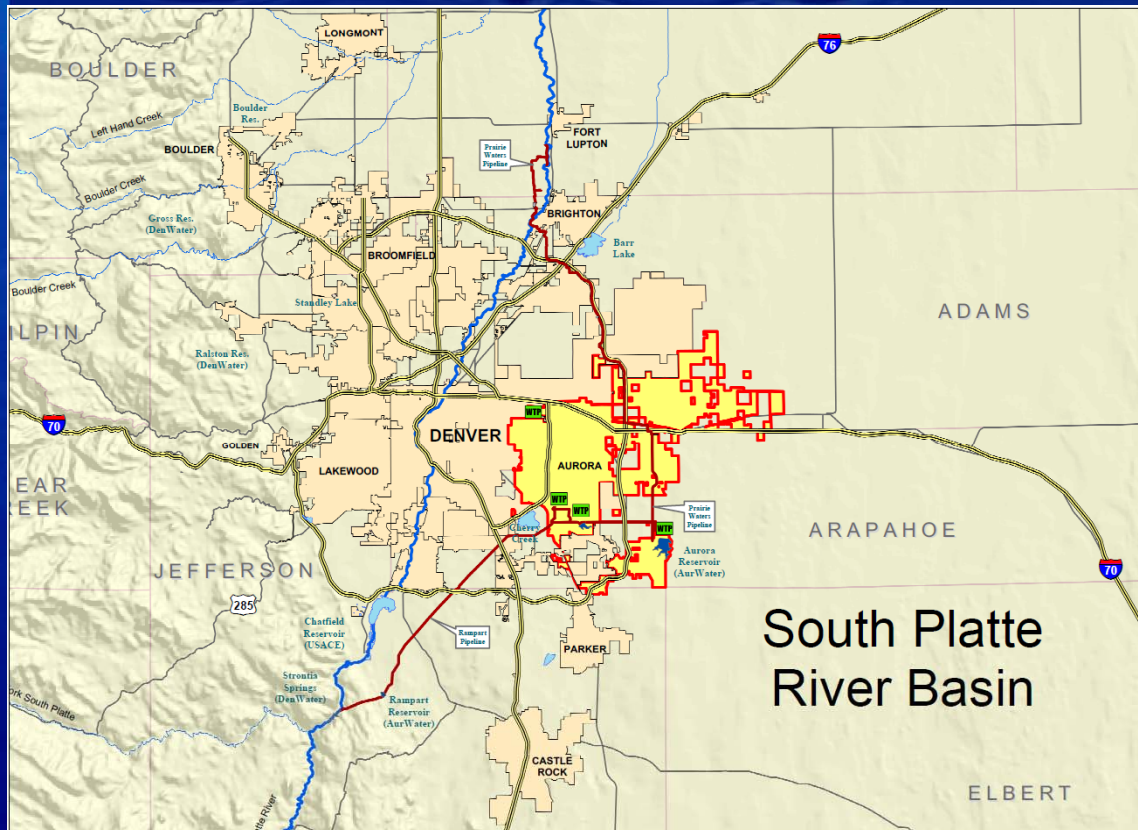 LONGMONT
76
BOULDER
Boulder
Res.
Left Hand Creek
FORT
LUPTON
BOULDER
Prairie
Waters
Pipeline
Boulder Creek
Gross Res.
(DenWater)
BRIGHTON
BROOMFIELD
Barr
Lake
Boulder Creek
Standley Lake
ADAMS
ILPIN
Ralston Res.
(DenWater)
WTP
70
DENVER
GOLDEN
LAKEWOOD
AURORA
EAR
REEK
WTP
WTP
Prairie
Waters
Pipeline
Cherry
Creek
WTP
ARAPAHOE
Aurora
Reservoir
(AurWater)
JEFFERSON
70
285
Chatfield
Reservoir
(USACE)
Rampart
Pipeline
PARKER
South Platte
River Basin
Strontia
Springs
(DenWater)
ork South Platte
Rampart
Reservoir
(AurWater)
CASTLE
ROCK
ELBERT
atte River